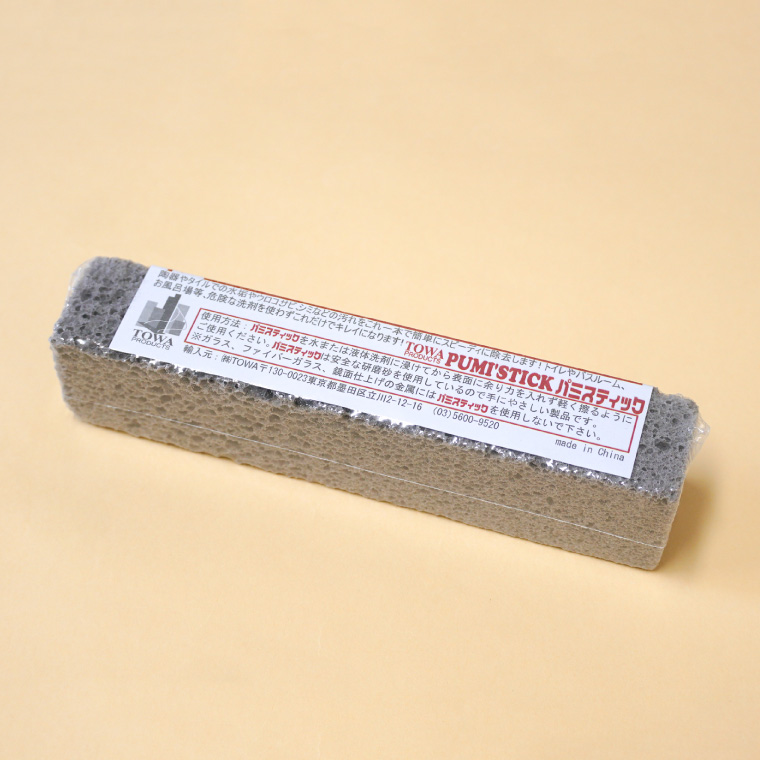 陶器やタイルでの水垢やウロコサビ、シミなどの汚れをこれ一本で簡単にスピーディに除去します!トイレやバスルーム、
お風呂場等、危険な洗剤を使わずこれだけでキレイになります!
TOWA
PRODUCTS
TOWA
PRODUCTS
PUMI'STICK パミスティック
使用方法:パミスティックを水または液体洗剤に浸けてから表面に余り力を入れず軽く擦るように
ご使用ください。パミスティックは安全な研磨砂を使用しているので手にやさしい製品です。
※ガラス、ファイバーガラス、鏡面仕上げの金属にはパミスティックを使用しないで下さい。
輸入元:㈱TOWA〒130-0023東京都墨田区立川2-12-16 (03)5600-9520
made in China